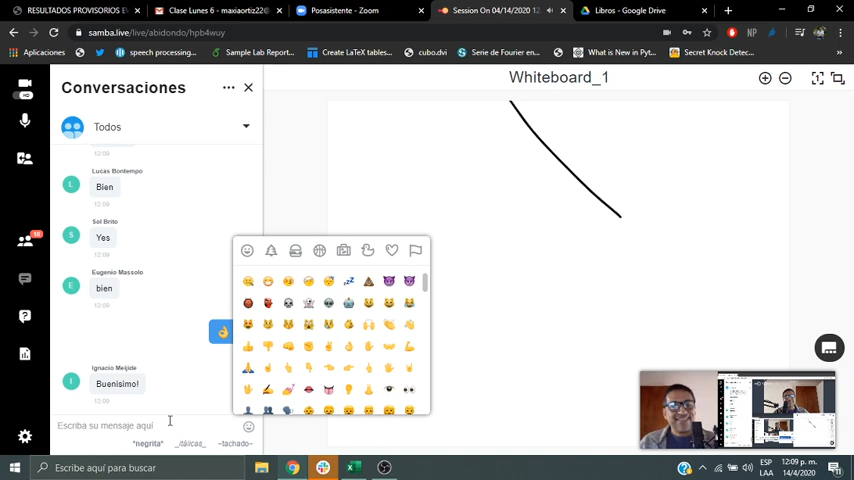 RESULTADOS PROVISORIOS E
Clase Lunes 6 - maxiaortiz22@
Posasistente - Zoom
Session On 04/14/2020 12
Libros - Google Drive
samba.live/live/abidondo/hpb4wuy
Aplicaciones
speech processing...
Sample Lab Report...
Create LaTeX tables...
cubo.dvi
Serie de Fourier en...
What is New in Pyt...
Secret Knock Detec...
HD
Conversaciones
Whiteboard_1
Todos
12:09
Lucas Bontempo
L
Bien
12:09
Sol Brito
S
Yes
12:09
Eugenio Massolo
E
bien
12:09
Ignacio Meijide
I
Buenisimo!
12:09
Escriba su mensaje aquí
*negrita*
_itálicas_
~tachado~
18
Escribe aquí para buscar
ESP
LAA
12:09 p. m.
14/4/2020